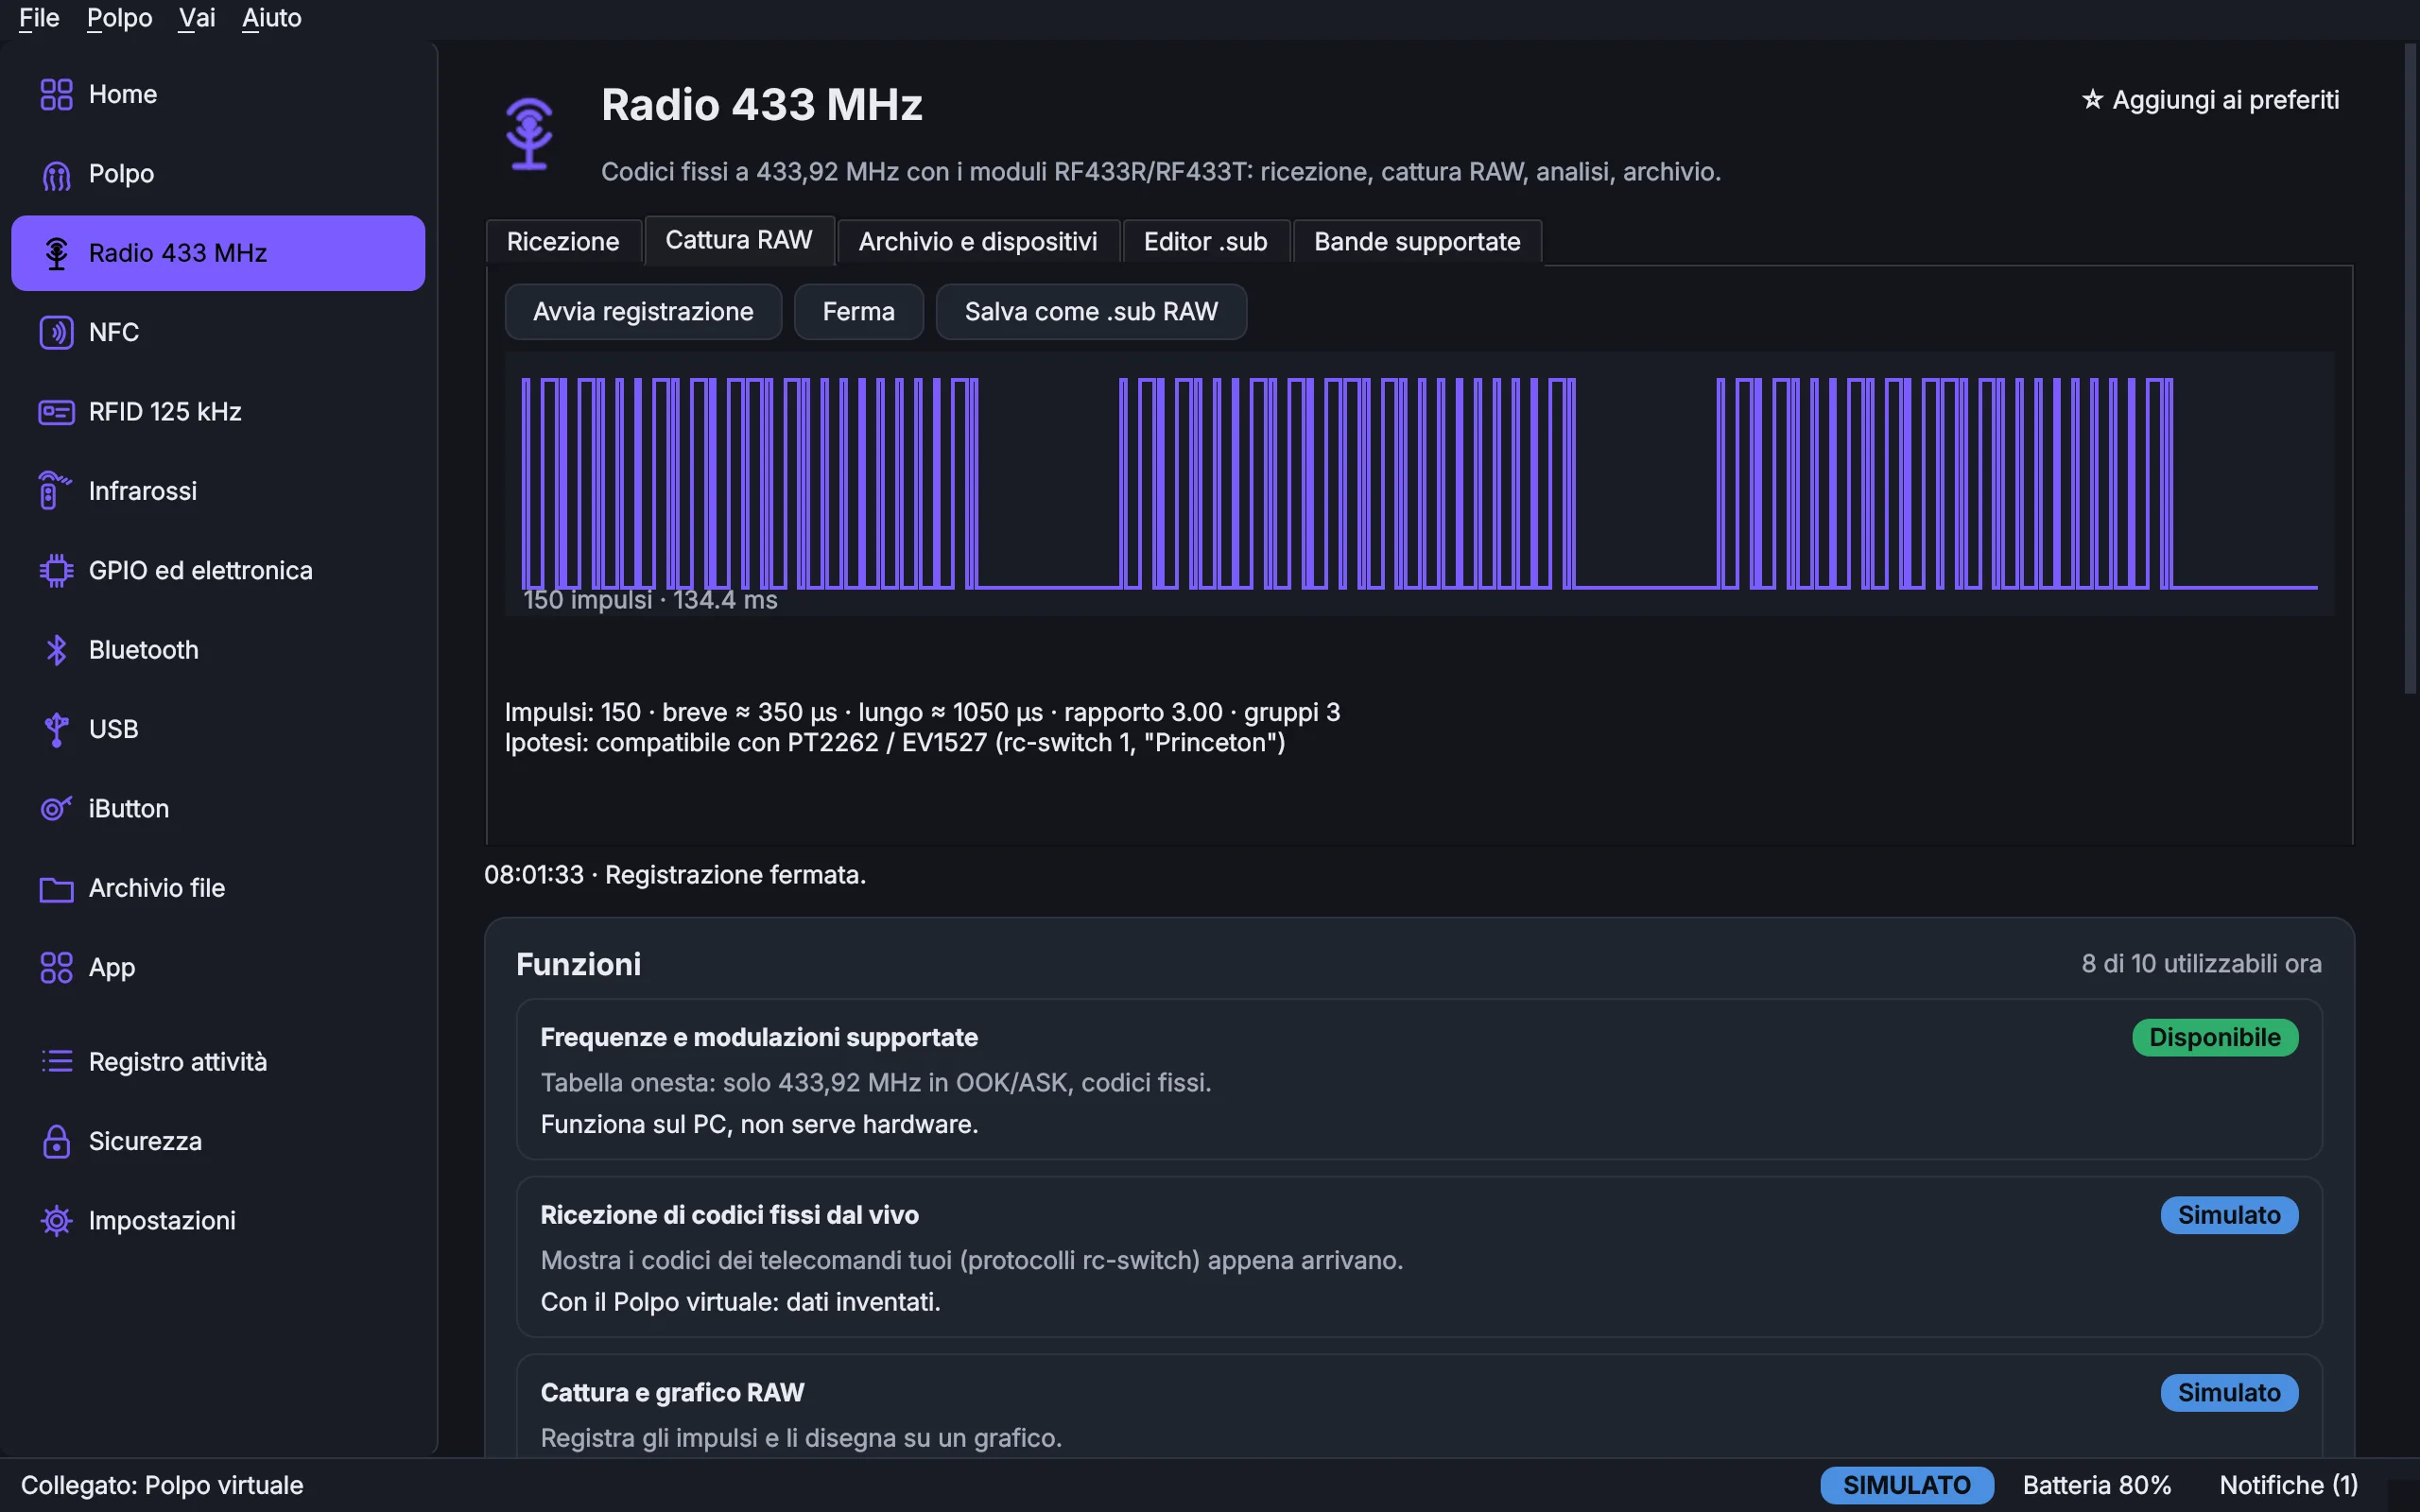 File Polpo Vai Aiuto
Home
Polpo
Radio 433 MHz
NFC
RFID 125 kHz
Infrarossi
GPIO ed elettronica
Bluetooth
USB
iButton
Archivio file
App
Registro attività
Sicurezza
Impostazioni
Radio 433 MHz
☆ Aggiungi ai preferiti
Codici fissi a 433,92 MHz con i moduli RF433R/RF433T: ricezione, cattura RAW, analisi, archivio.
Ricezione Cattura RAW Archivio e dispositivi Editor .sub Bande supportate
Avvia registrazione Ferma Salva come .sub RAW
150 impulsi · 134.4 ms
Impulsi: 150 · breve ≈ 350 µs · lungo ≈ 1050 µs · rapporto 3.00 · gruppi 3
Ipotesi: compatibile con PT2262 / EV1527 (rc-switch 1, "Princeton")
08:01:33 · Registrazione fermata.
Funzioni
8 di 10 utilizzabili ora
Frequenze e modulazioni supportate
Disponibile
Tabella onesta: solo 433,92 MHz in OOK/ASK, codici fissi.
Funziona sul PC, non serve hardware.
Ricezione di codici fissi dal vivo
Simulato
Mostra i codici dei telecomandi tuoi (protocolli rc-switch) appena arrivano.
Con il Polpo virtuale: dati inventati.
Cattura e grafico RAW
Simulato
Registra gli impulsi e li disegna su un grafico.
Collegato: Polpo virtuale
SIMULATO Batteria 80% Notifiche (1)